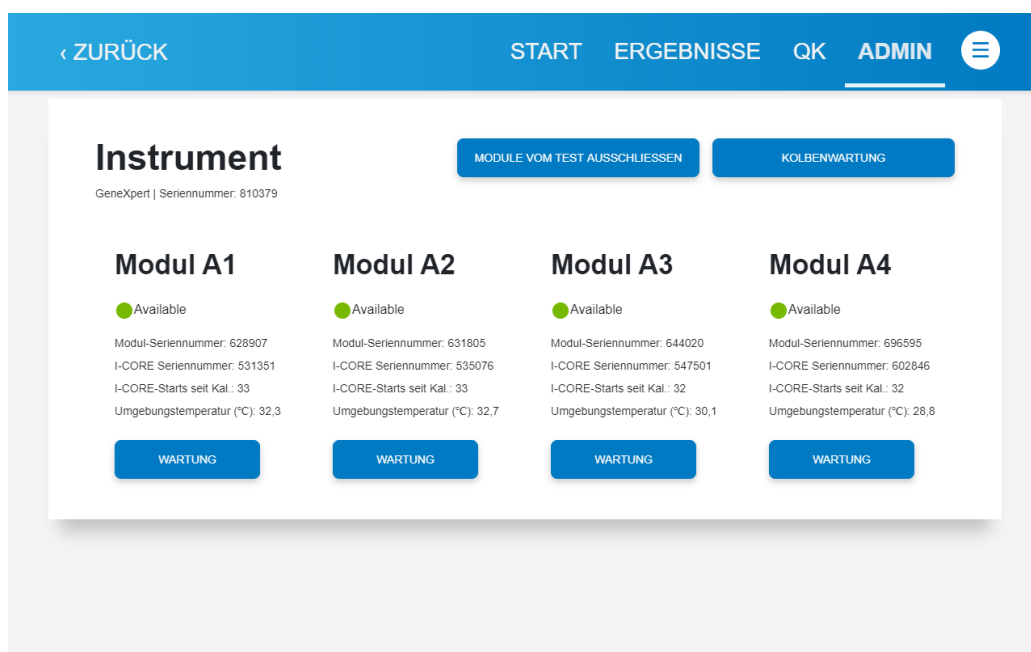 ‹ ZURÜCK START ERGEBNISSE QK ADMIN
Instrument
MODULE VOM TEST AUSSCHLIESSEN KOLBENWARTUNG
GeneXpert | Seriennummer: 810379
Modul A1
Available
Modul-Seriennummer: 628907
I-CORE Seriennummer: 531351
I-CORE-Starts seit Kal.: 33
Umgebungstemperatur (°C): 32,3
WARTUNG
Modul A2
Available
Modul-Seriennummer: 631805
I-CORE Seriennummer: 535076
I-CORE-Starts seit Kal.: 33
Umgebungstemperatur (°C): 32,7
WARTUNG
Modul A3
Available
Modul-Seriennummer: 644020
I-CORE Seriennummer: 547501
I-CORE-Starts seit Kal.: 32
Umgebungstemperatur (°C): 30,1
WARTUNG
Modul A4
Available
Modul-Seriennummer: 696595
I-CORE Seriennummer: 602846
I-CORE-Starts seit Kal.: 32
Umgebungstemperatur (°C): 28,8
WARTUNG